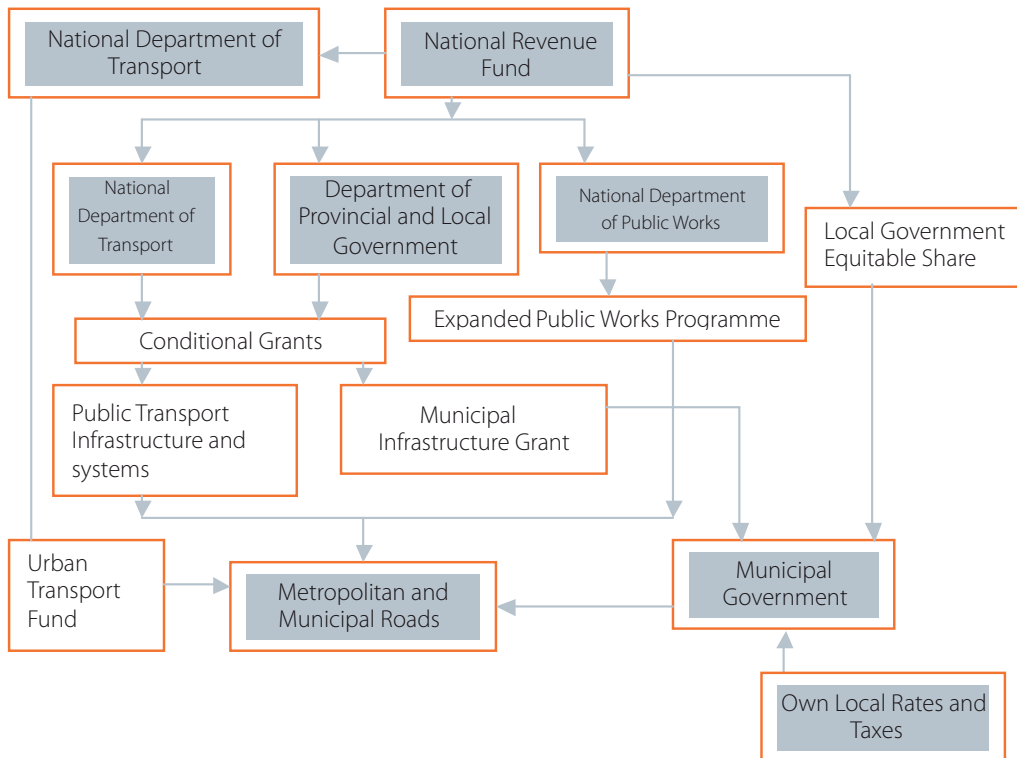 National Department of
Transport
National Revenue
Fund
National
Department of
Transport
Department of
Provincial and Local
Government
National Department
of Public Works
Local Government
Equitable Share
Conditional Grants
Expanded Public Works Programme
Public Transport
Infrastructure and
systems
Municipal
Infrastructure Grant
Urban
Transport
Fund
Metropolitan and
Municipal Roads
Municipal
Government
Own Local Rates and
Taxes